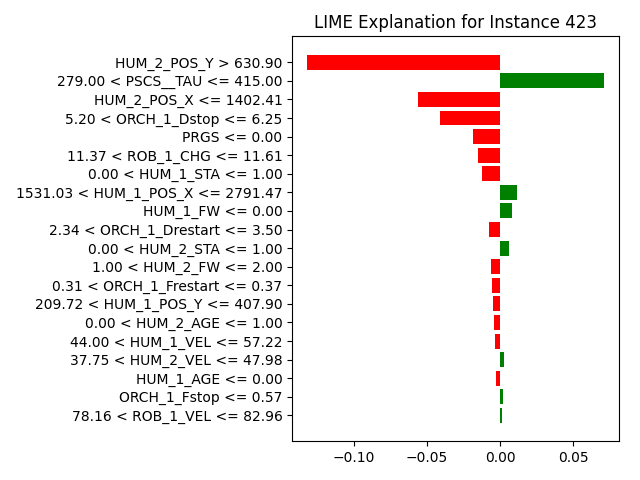 LIME Explanation for Instance 423
HUM_2_POS_Y > 630.90
279.00 < PSCS__TAU <= 415.00
HUM_2_POS_X <= 1402.41
5.20 < ORCH_1_Dstop <= 6.25
PRGS <= 0.00
11.37 < ROB_1_CHG <= 11.61
0.00 < HUM_1_STA <= 1.00
1531.03 < HUM_1_POS_X <= 2791.47
HUM_1_FW <= 0.00
2.34 < ORCH_1_Drestart <= 3.50
0.00 < HUM_2_STA <= 1.00
1.00 < HUM_2_FW <= 2.00
0.31 < ORCH_1_Frestart <= 0.37
209.72 < HUM_1_POS_Y <= 407.90
0.00 < HUM_2_AGE <= 1.00
44.00 < HUM_1_VEL <= 57.22
37.75 < HUM_2_VEL <= 47.98
HUM_1_AGE <= 0.00
ORCH_1_Fstop <= 0.57
78.16 < ROB_1_VEL <= 82.96
−0.10 −0.05 0.00 0.05